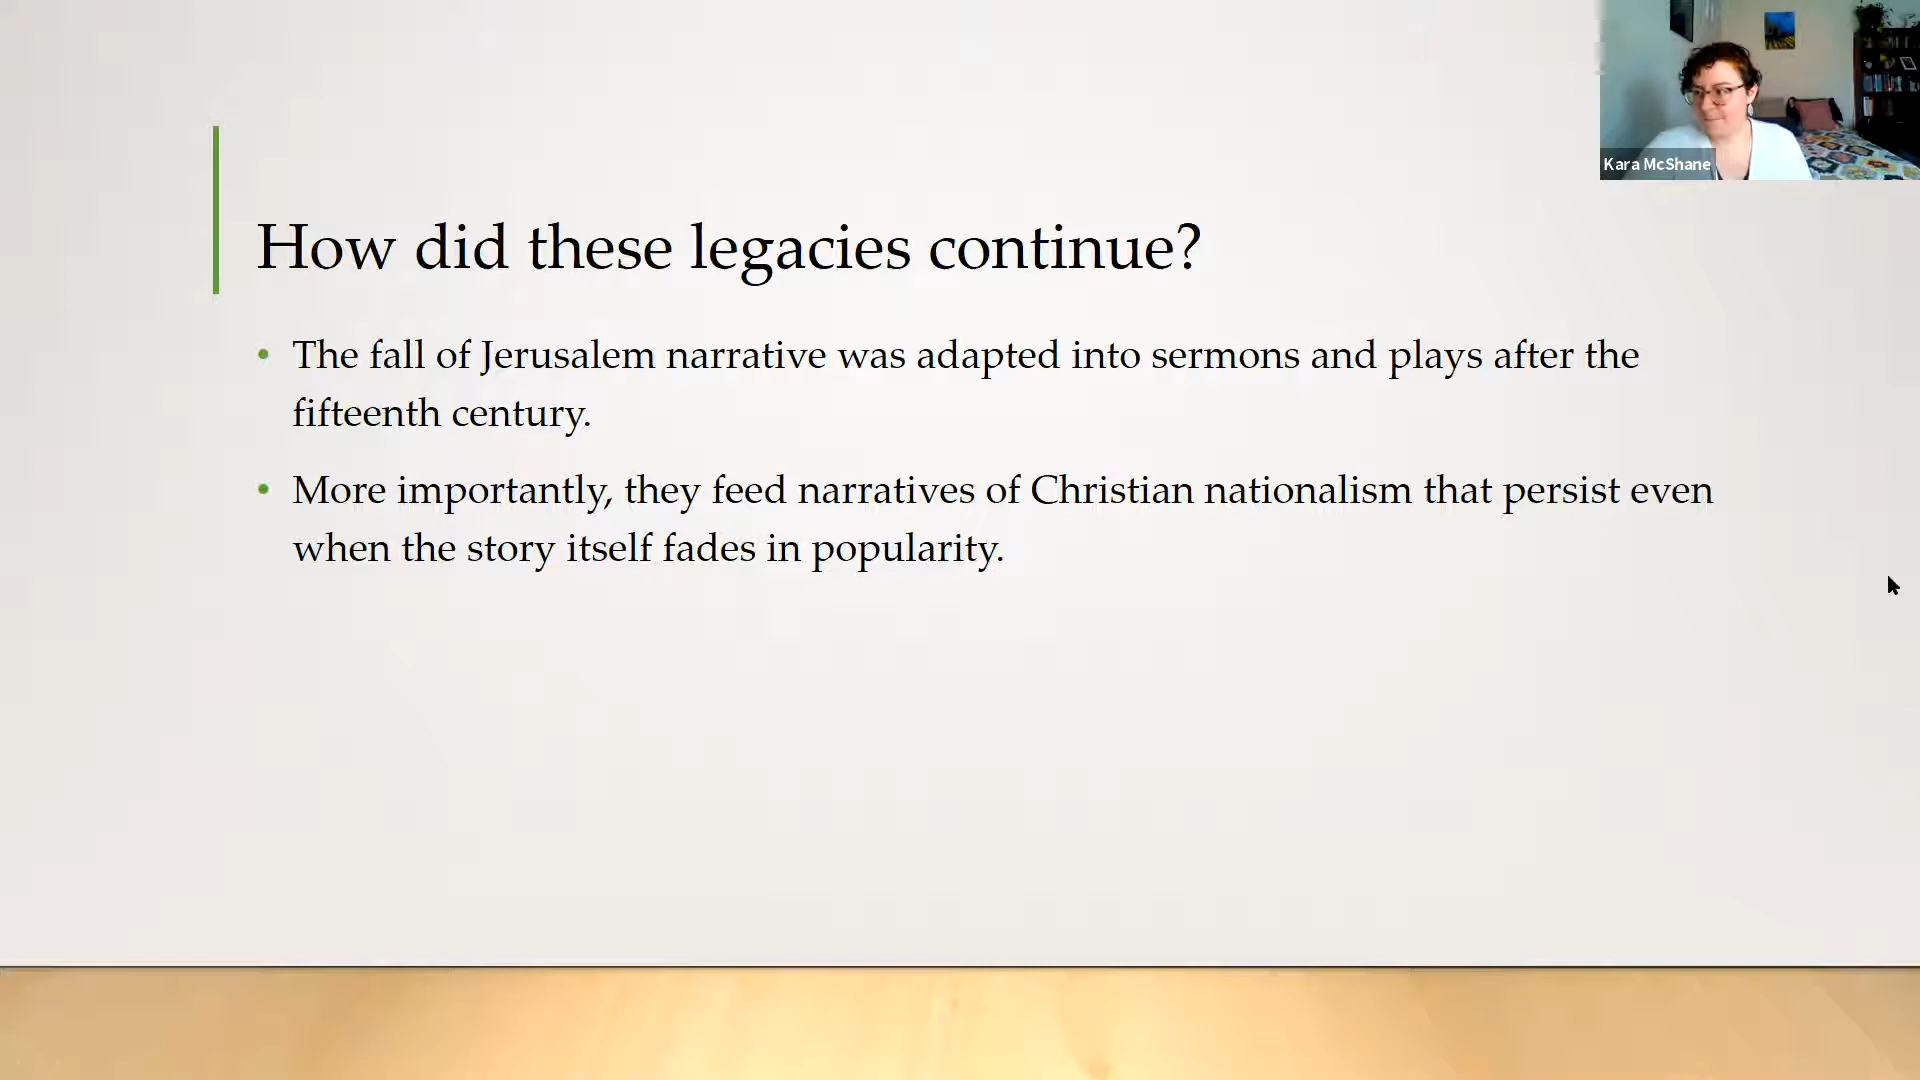 Kara McShane
How did these legacies continue?
• The fall of Jerusalem narrative was adapted into sermons and plays after the
fifteenth century.
• More importantly, they feed narratives of Christian nationalism that persist even
when the story itself fades in popularity.